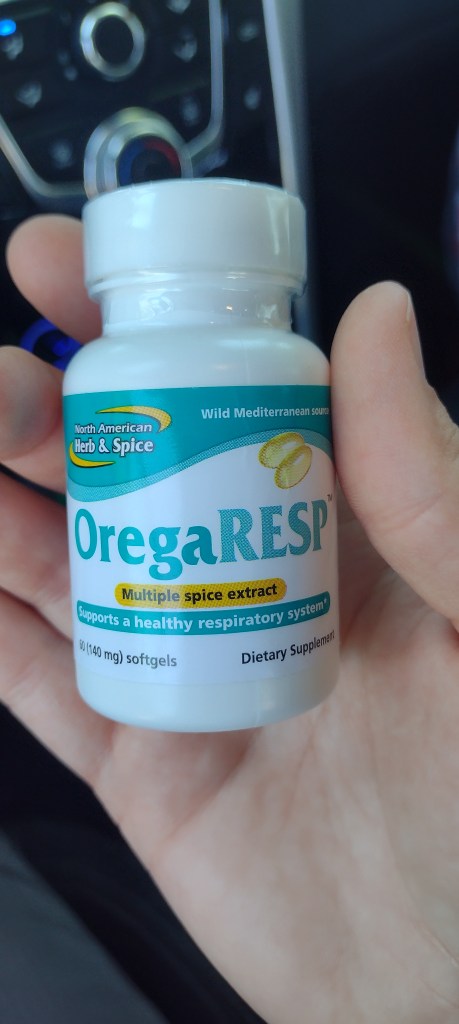 North American
Herb & Spice
Wild Mediterranean source
OregaRESP™
Multiple spice extract
Supports a healthy respiratory system*
60 (140 mg) softgels
Dietary Supplement